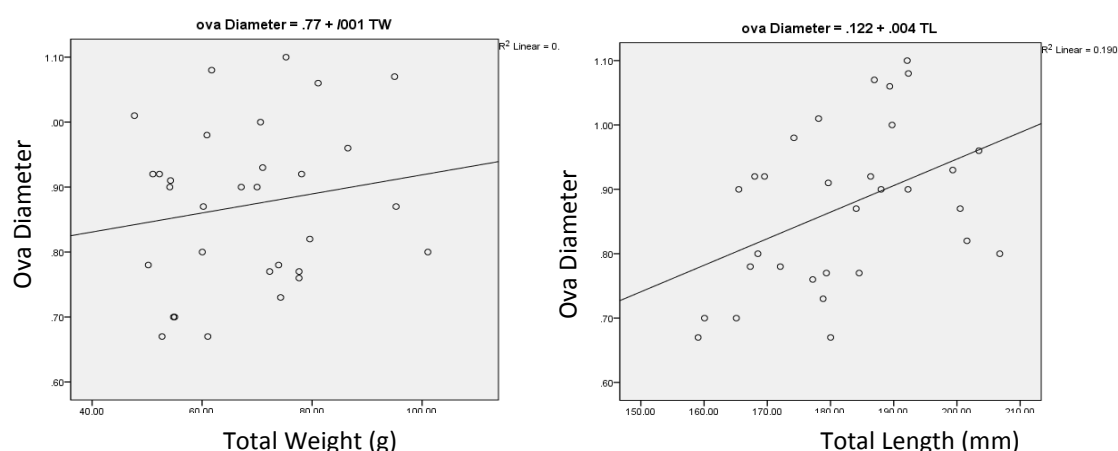 ova Diameter = .77 + /001 TW
R2 Linear = 0.
1.10
.00
.90
.80
.70
.60
Ova Diameter
40.00 60.00 80.00 100.00
Total Weight (g)
ova Diameter = .122 + .004 TL
R2 Linear = 0.190
1.10
1.00
.90
.80
.70
.60
Ova Diameter
150.00 160.00 170.00 180.00 190.00 200.00 210.00
Total Length (mm)